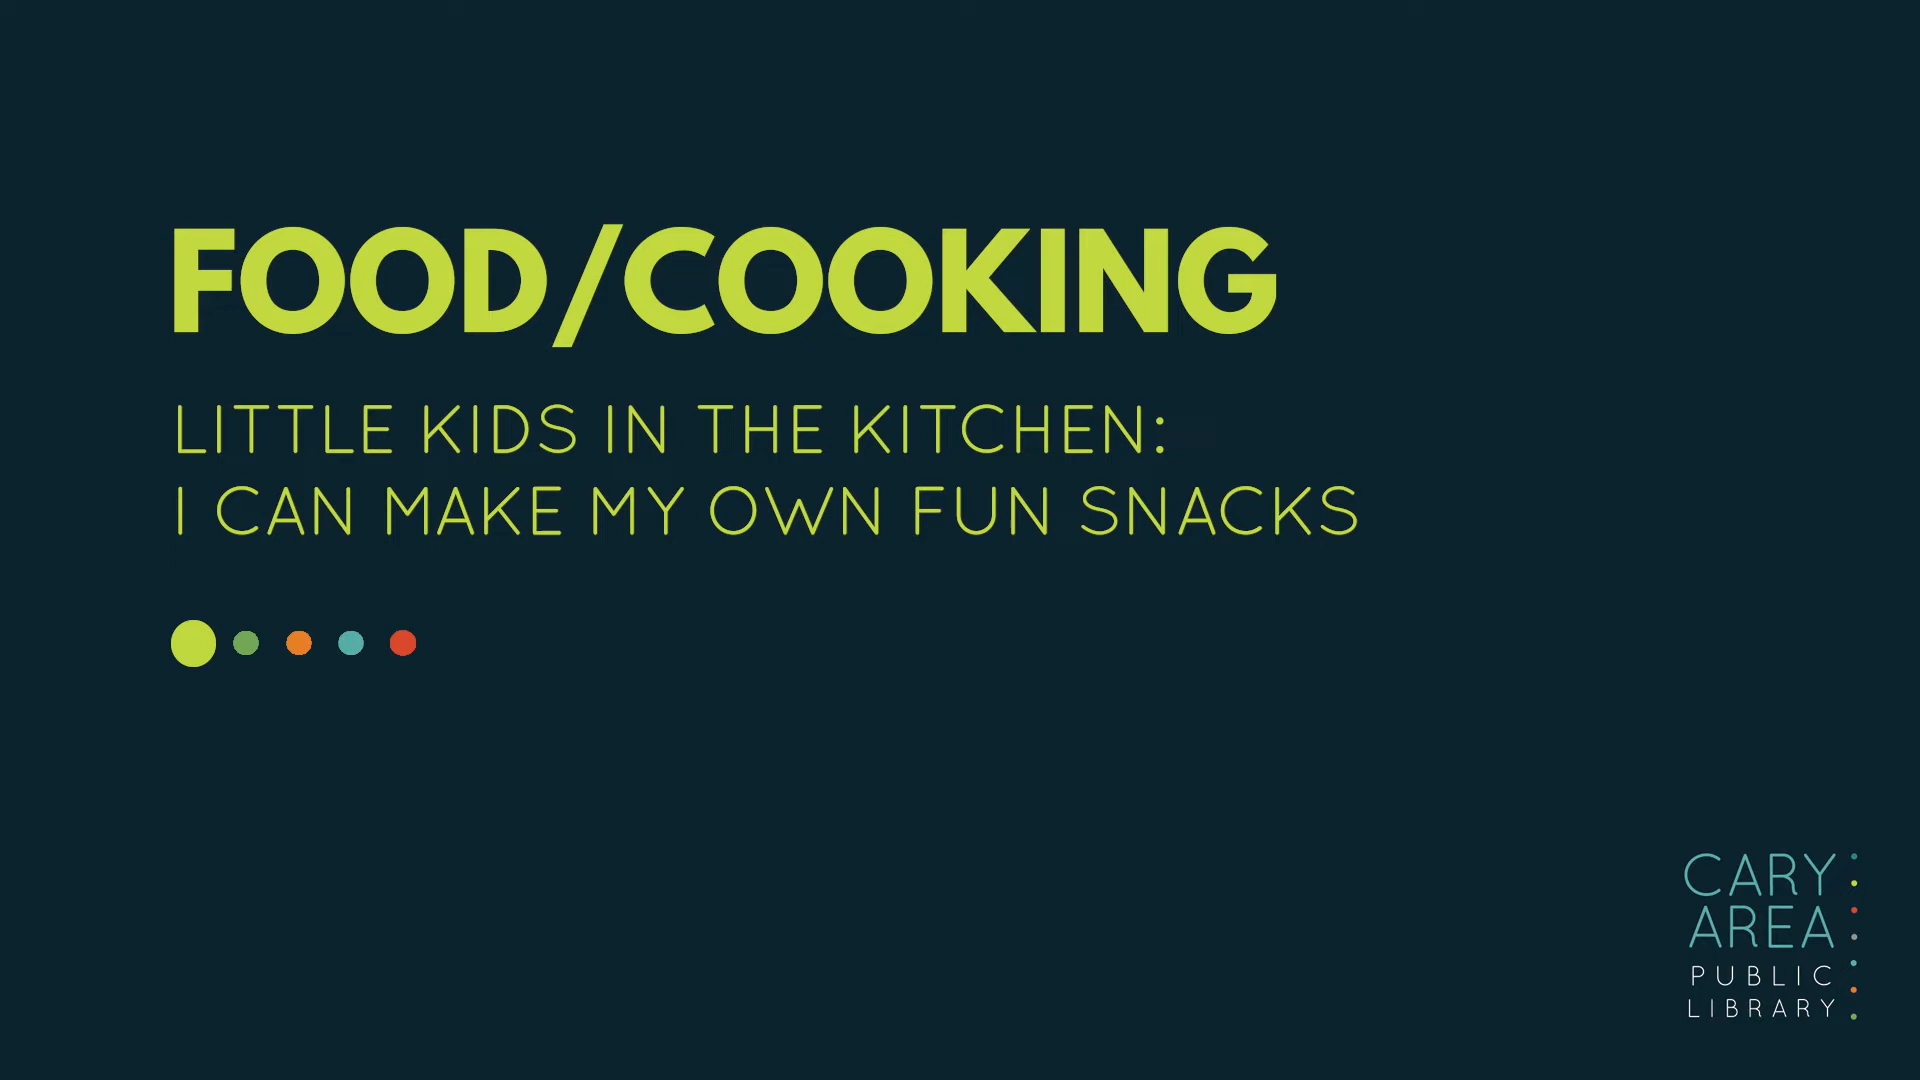 FOOD/COOKING
LITTLE KIDS IN THE KITCHEN:
I CAN MAKE MY OWN FUN SNACKS
CARY
AREA
PUBLIC
LIBRARY